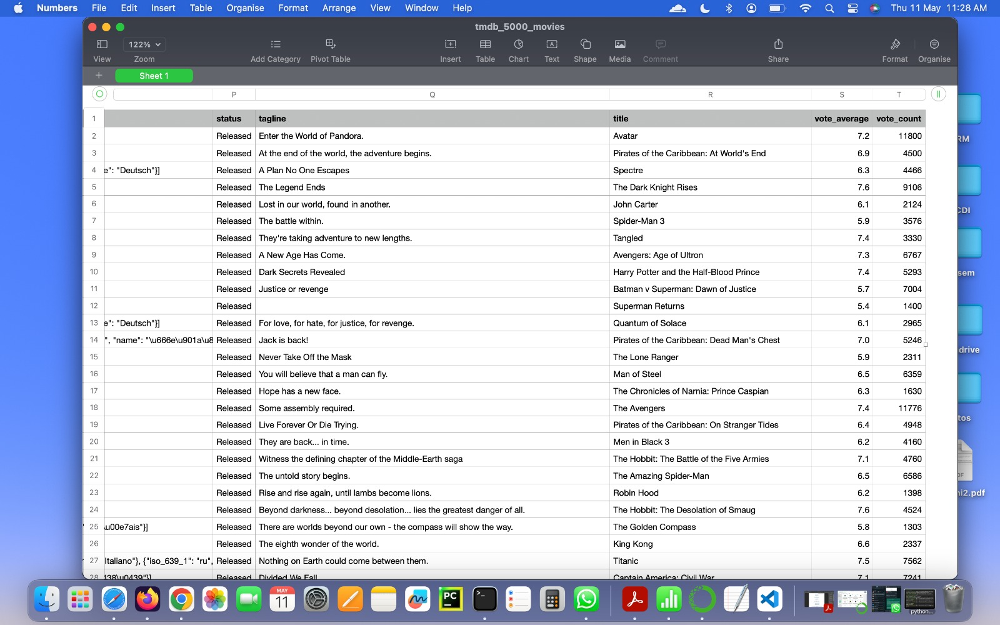 Numbers File Edit Insert Table Organise Format Arrange View Window Help Thu 11 May 11:28 AM
tmdb_5000_movies
122%
View Zoom Add Category Pivot Table Insert Table Chart Text Shape Media Comment Share Format Organise
Sheet 1
P Q R S T
1 status tagline title vote_average vote_count
2 Released Enter the World of Pandora. Avatar 7.2 11800
3 Released At the end of the world, the adventure begins. Pirates of the Caribbean: At World's End 6.9 4500
4 e": "Deutsch"}] Released A Plan No One Escapes Spectre 6.3 4466
5 Released The Legend Ends The Dark Knight Rises 7.6 9106
6 Released Lost in our world, found in another. John Carter 6.1 2124
7 Released The battle within. Spider-Man 3 5.9 3576
8 Released They're taking adventure to new lengths. Tangled 7.4 3330
9 Released A New Age Has Come. Avengers: Age of Ultron 7.3 6767
10 Released Dark Secrets Revealed Harry Potter and the Half-Blood Prince 7.4 5293
11 Released Justice or revenge Batman v Superman: Dawn of Justice 5.7 7004
12 Released Superman Returns 5.4 1400
13 e": "Deutsch"}] Released For love, for hate, for justice, for revenge. Quantum of Solace 6.1 2965
14 ", "name": "\u666e\u901a\u8 Released Jack is back! Pirates of the Caribbean: Dead Man's Chest 7.0 5246
15 Released Never Take Off the Mask The Lone Ranger 5.9 2311
16 Released You will believe that a man can fly. Man of Steel 6.5 6359
17 Released Hope has a new face. The Chronicles of Narnia: Prince Caspian 6.3 1630
18 Released Some assembly required. The Avengers 7.4 11776
19 Released Live Forever Or Die Trying. Pirates of the Caribbean: On Stranger Tides 6.4 4948
20 Released They are back... in time. Men in Black 3 6.2 4160
21 Released Witness the defining chapter of the Middle-Earth saga The Hobbit: The Battle of the Five Armies 7.1 4760
22 Released The untold story begins. The Amazing Spider-Man 6.5 6586
23 Released Rise and rise again, until lambs become lions. Robin Hood 6.2 1398
24 Released Beyond darkness... beyond desolation... lies the greatest danger of all. The Hobbit: The Desolation of Smaug 7.6 4524
25 \u00e7ais"}] Released There are worlds beyond our own - the compass will show the way. The Golden Compass 5.8 1303
26 Released The eighth wonder of the world. King Kong 6.6 2337
27 Italiano"}, {"iso_639_1": "ru", Released Nothing on Earth could come between them. Titanic 7.5 7562
28 438\u0439"}] Released Divided We Fall Captain America: Civil War 7.1 7241
RM
CDI
sem
drive
tos
ni2.pdf
MAY
11
PC
python...